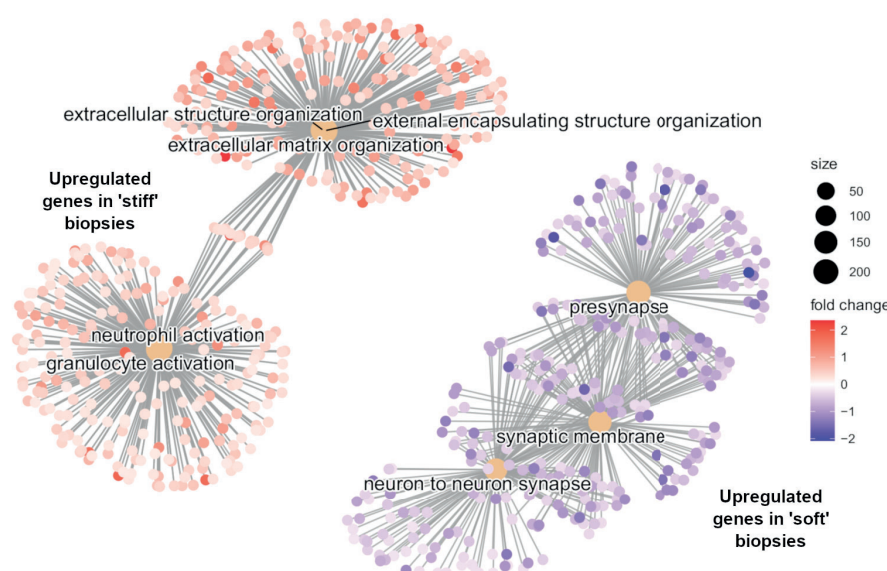 extracellular structure organization
external encapsulating structure organization
extracellular matrix organization
Upregulated
genes in 'stiff'
biopsies
neutrophil activation
granulocyte activation
presynapse
synaptic membrane
neuron to neuron synapse
Upregulated
genes in 'soft'
biopsies
size
50
100
150
200
fold change
2
1
0
−1
−2